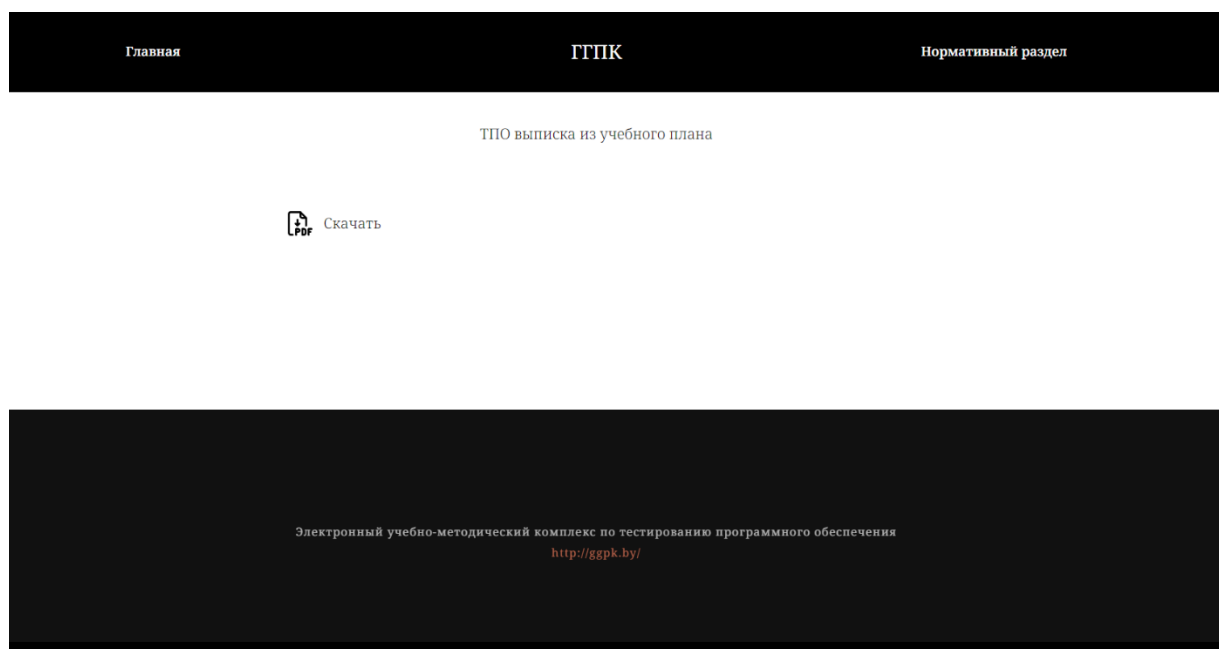 Главная ГГПК Нормативный раздел
ТПО выписка из учебного плана
PDF Скачать
Электронный учебно-методический комплекс по тестированию программного обеспечения
http://ggpk.by/